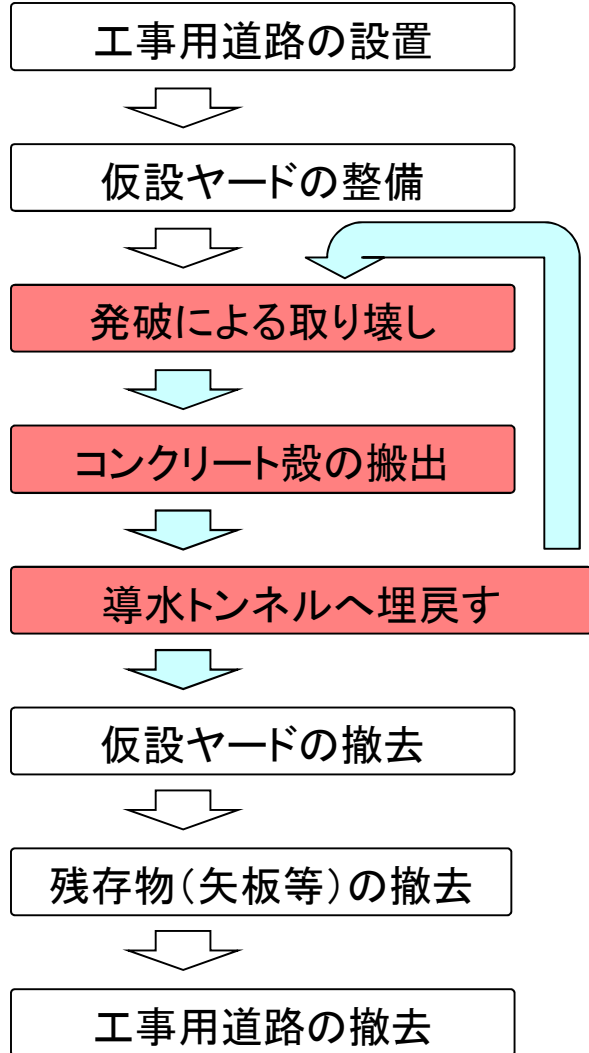 工事用道路の設置
仮設ヤードの整備
発破による取り壊し
コンクリート殻の搬出
導水トンネルへ埋戻す
仮設ヤードの撤去
残存物(矢板等)の撤去
工事用道路の撤去